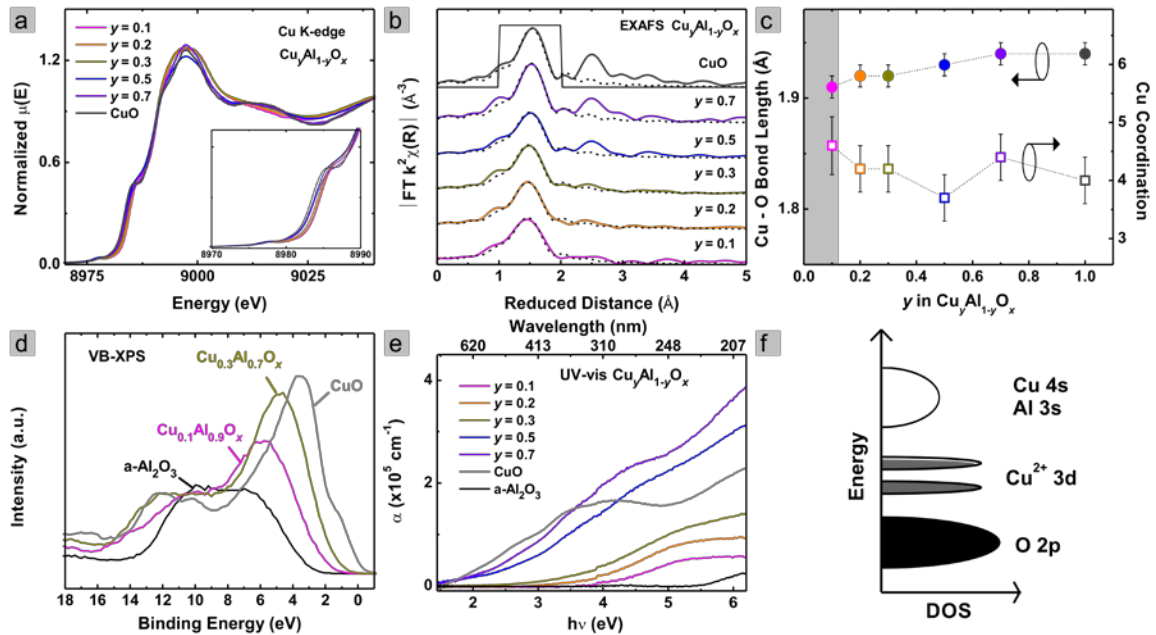 a
y = 0.1
y = 0.2
y = 0.3
y = 0.5
y = 0.7
CuO
Cu K-edge
CuyAl1-yOx
1.2
0.9
0.6
0.3
0.0
Normalized μ(E)
8970 8980 8990
8975 9000 9025
Energy (eV)
b
EXAFS CuyAl1-yOx
CuO
y = 0.7
y = 0.5
y = 0.3
y = 0.2
y = 0.1
|FT k²χ(R)| (Å⁻³)
0 1 2 3 4 5
Reduced Distance (Å)
c
Cu - O Bond Length (Å)
1.9
1.8
Cu Coordination
6
5
4
3
0.0 0.2 0.4 0.6 0.8 1.0
y in CuyAl1-yOx
d
VB-XPS
Cu0.3Al0.7Ox
CuO
Cu0.1Al0.9Ox
a-Al2O3
Intensity (a.u.)
18 16 14 12 10 8 6 4 2 0
Binding Energy (eV)
e
Wavelength (nm)
620 413 310 248 207
UV-vis CuyAl1-yOx
y = 0.1
y = 0.2
y = 0.3
y = 0.5
y = 0.7
CuO
a-Al2O3
4
2
0
α (x10⁵ cm⁻¹)
2 3 4 5 6
hν (eV)
f
Energy
Cu 4s
Al 3s
Cu²⁺ 3d
O 2p
DOS